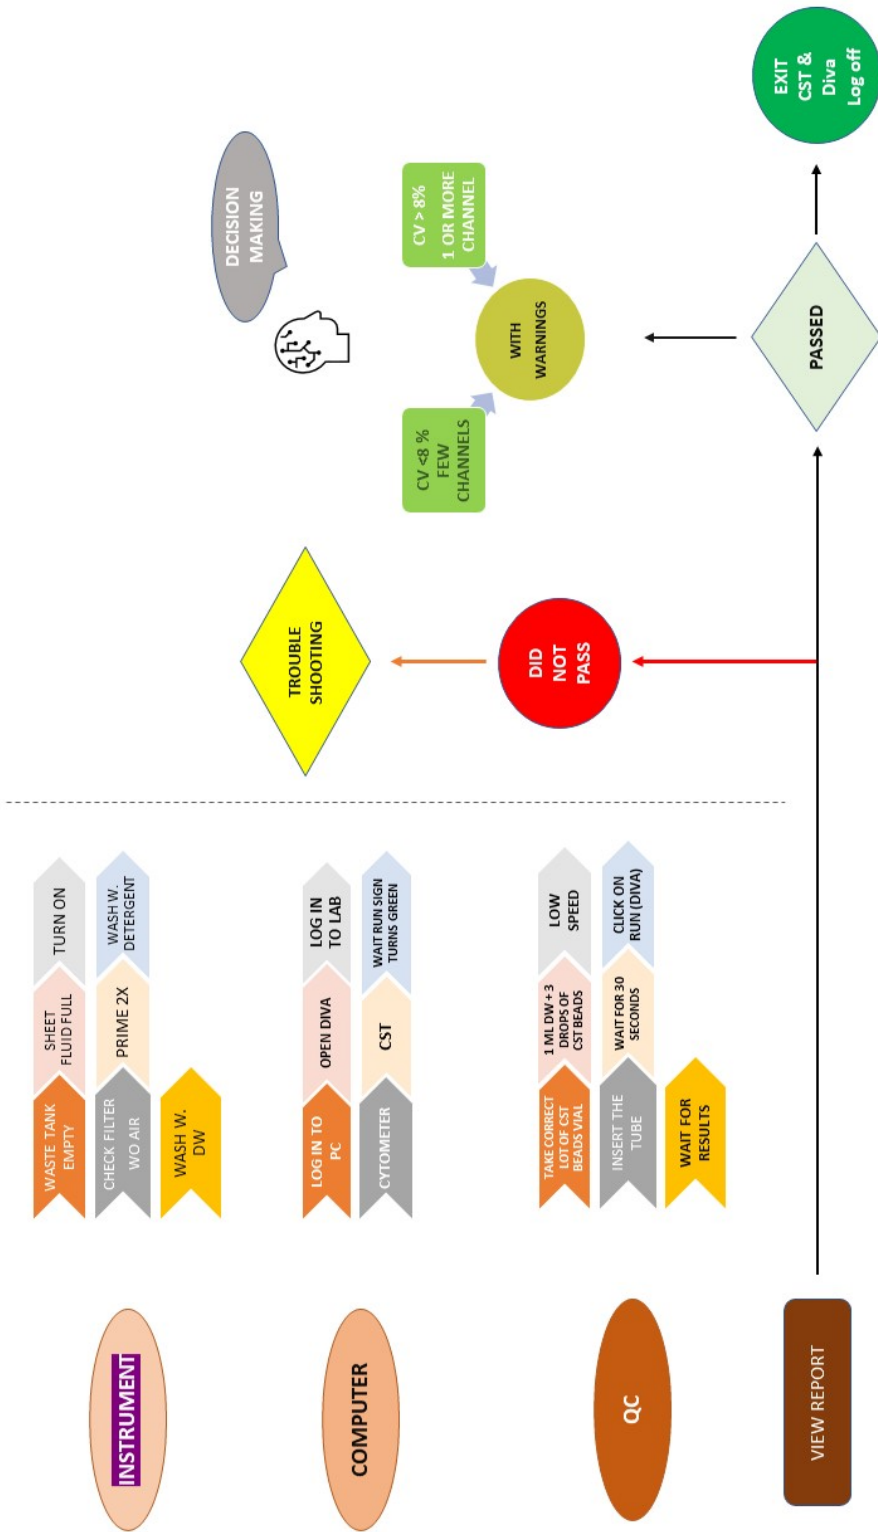 INSTRUMENT
WASTE TANK
EMPTY
SHEET
FLUID FULL
TURN ON
CHECK FILTER
WO AIR
PRIME 2X
WASH W.
DETERGENT
WASH W.
DW
COMPUTER
LOG IN TO
PC
OPEN DIVA
LOG IN
TO LAB
CYTOMETER
CST
WAIT RUN SIGN
TURNS GREEN
QC
TAKE CORRECT
LOT OF CST
BEADS VIAL
1 ML DW + 3
DROPS OF
CST BEADS
LOW
SPEED
INSERT THE
TUBE
WAIT FOR 30
SECONDS
CLICK ON
RUN (DIVA)
WAIT FOR
RESULTS
VIEW REPORT
TROUBLE
SHOOTING
DID
NOT
PASS
DECISION
MAKING
CV <8 %
FEW
CHANNELS
CV > 8%
1 OR MORE
CHANNEL
WITH
WARNINGS
PASSED
EXIT
CST &
Diva
Log off